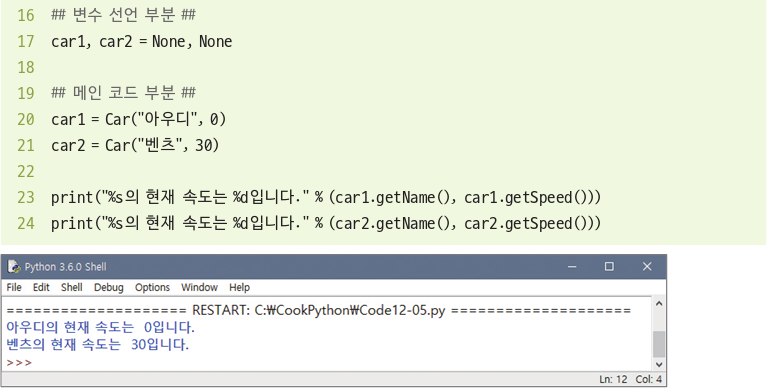 16 ## 변수 선언 부분 ##
17 car1, car2 = None, None
18
19 ## 메인 코드 부분 ##
20 car1 = Car("아우디", 0)
21 car2 = Car("벤츠", 30)
22
23 print("%s의 현재 속도는 %d입니다." % (car1.getName(), car1.getSpeed()))
24 print("%s의 현재 속도는 %d입니다." % (car2.getName(), car2.getSpeed()))
Python 3.6.0 Shell
File Edit Shell Debug Options Window Help
==================== RESTART: C:₩CookPython₩Code12-05.py ====================
아우디의 현재 속도는 0입니다.
벤츠의 현재 속도는 30입니다.
>>>
Ln: 12 Col: 4